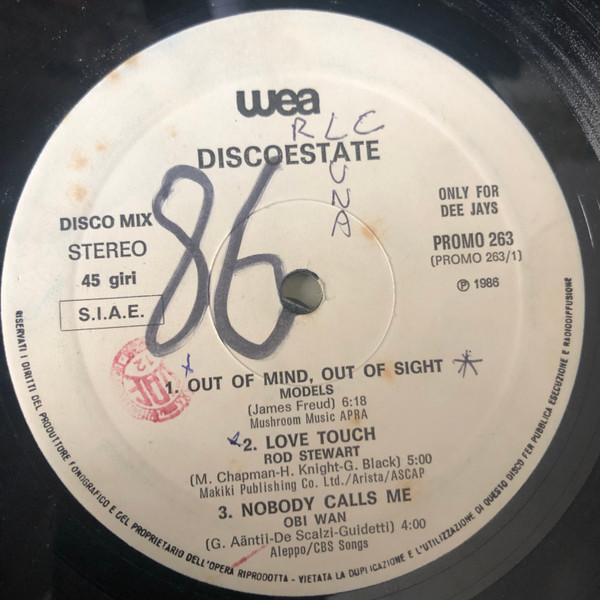 wea
RLC
UNA
DISCOESTATE
86
DISCO MIX
STEREO
45 giri
S.I.A.E.
ONLY FOR
DEE JAYS
PROMO 263
(PROMO 263/1)
℗ 1986
1. OUT OF MIND, OUT OF SIGHT *
MODELS
(James Freud) 6:18
Mushroom Music APRA
2. LOVE TOUCH
ROD STEWART
(M. Chapman-H. Knight-G. Black) 5:00
Makiki Publishing Co. Ltd./Arista/ASCAP
3. NOBODY CALLS ME
OBI WAN
(G. Aäntii-De Scalzi-Guidetti) 4:00
Aleppo/CBS Songs
RISERVATI I DIRITTI DEL PRODUTTORE FONOGRAFICO E DEL PROPRIETARIO DELL'OPERA RIPRODOTTA - VIETATA LA DUPLICAZIONE E L'UTILIZZAZIONE DI QUESTO DISCO PER PUBBLICA ESECUZIONE E RADIODIFFUSIONE